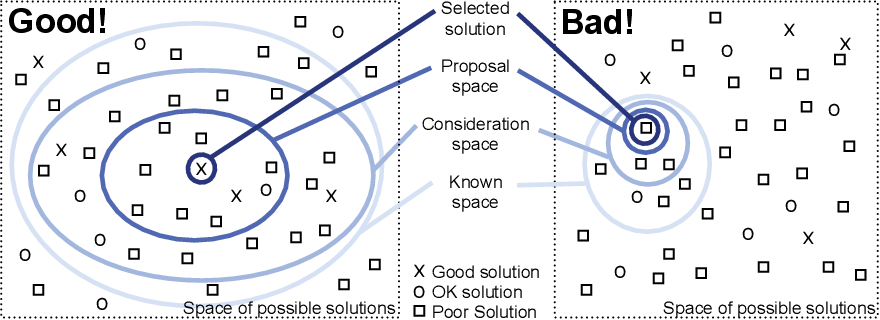 Good!
Selected
solution
Bad!
Proposal
space
Consideration
space
Known
space
X Good solution
O OK solution
Poor Solution
Space of possible solutions
Space of possible solutions